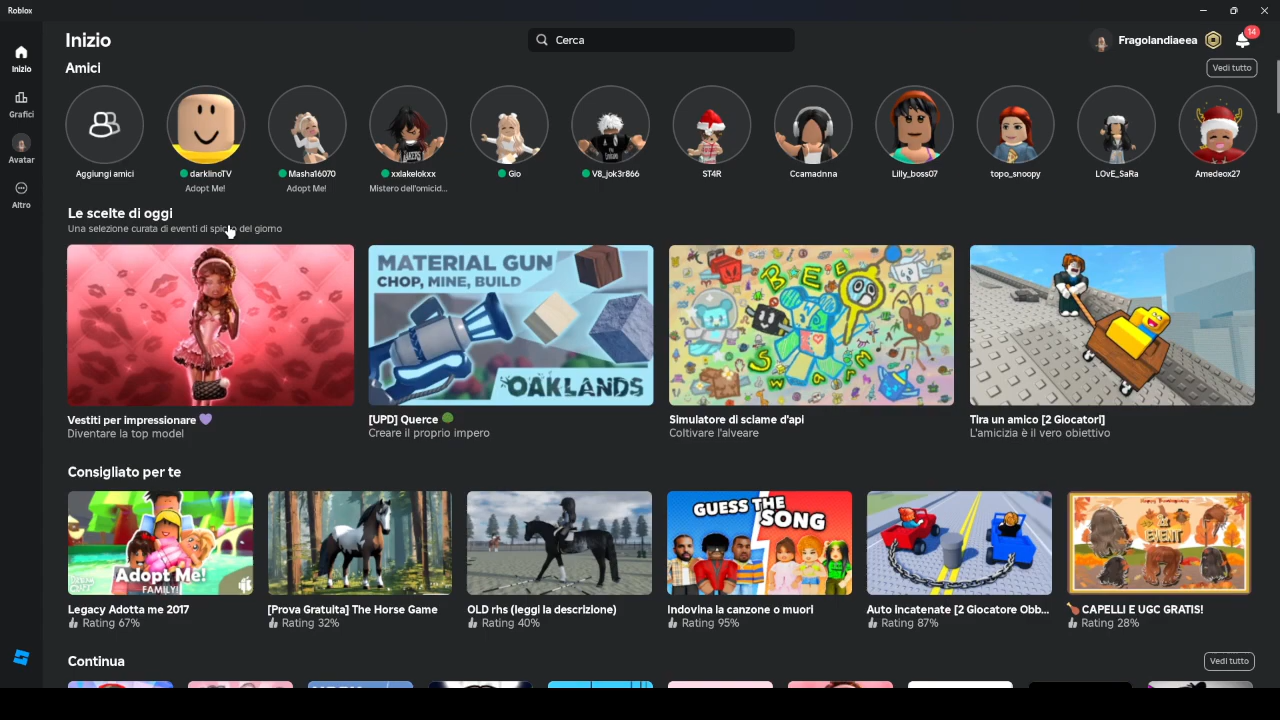 Roblox
Inizio
Cerca
Fragolandiaeea
14
Inizio
Grafici
Avatar
Altro
Amici
Vedi tutto
Aggiungi amici
darkiinoTV
Adopt Me!
Masha16070
Adopt Me!
xxlakelokxx
Mistero dell'omicid...
Gio
V8_jok3r866
ST4R
Ccamadnna
Lilly_boss07
topo_snoopy
LOvE_SaRa
Amedeox27
Le scelte di oggi
Una selezione curata di eventi di spicco del giorno
MATERIAL GUN
CHOP, MINE, BUILD
OAKLANDS
BEE
SWARM
Vestiti per impressionare
Diventare la top model
[UPD] Querce
Creare il proprio impero
Simulatore di sciame d'api
Coltivare l'alveare
Tira un amico [2 Giocatori]
L'amicizia è il vero obiettivo
Consigliato per te
Adopt Me!
FAMILY!
GUESS THE
SONG
EVENT
Legacy Adotta me 2017
Rating 67%
[Prova Gratuita] The Horse Game
Rating 32%
OLD rhs (leggi la descrizione)
Rating 40%
Indovina la canzone o muori
Rating 95%
Auto Incatenate [2 Giocatore Obb...
Rating 87%
CAPELLI E UGC GRATIS!
Rating 28%
Continua
Vedi tutto